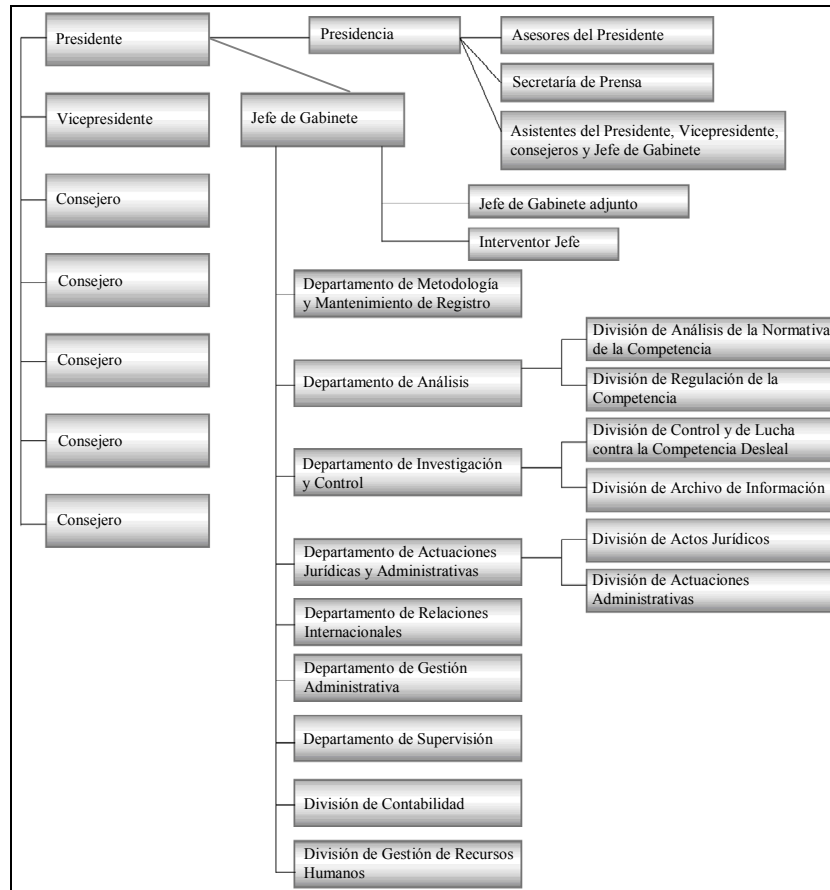 Presidente
Presidencia
Asesores del Presidente
Secretaría de Prensa
Vicepresidente
Jefe de Gabinete
Asistentes del Presidente, Vicepresidente,
consejeros y Jefe de Gabinete
Consejero
Jefe de Gabinete adjunto
Interventor Jefe
Consejero
Departamento de Metodología
y Mantenimiento de Registro
Consejero
Departamento de Análisis
División de Análisis de la Normativa
de la Competencia
División de Regulación de la
Competencia
Consejero
Departamento de Investigación
y Control
División de Control y de Lucha
contra la Competencia Desleal
División de Archivo de Información
Consejero
Departamento de Actuaciones
Jurídicas y Administrativas
División de Actos Jurídicos
División de Actuaciones
Administrativas
Departamento de Relaciones
Internacionales
Departamento de Gestión
Administrativa
Departamento de Supervisión
División de Contabilidad
División de Gestión de Recursos
Humanos